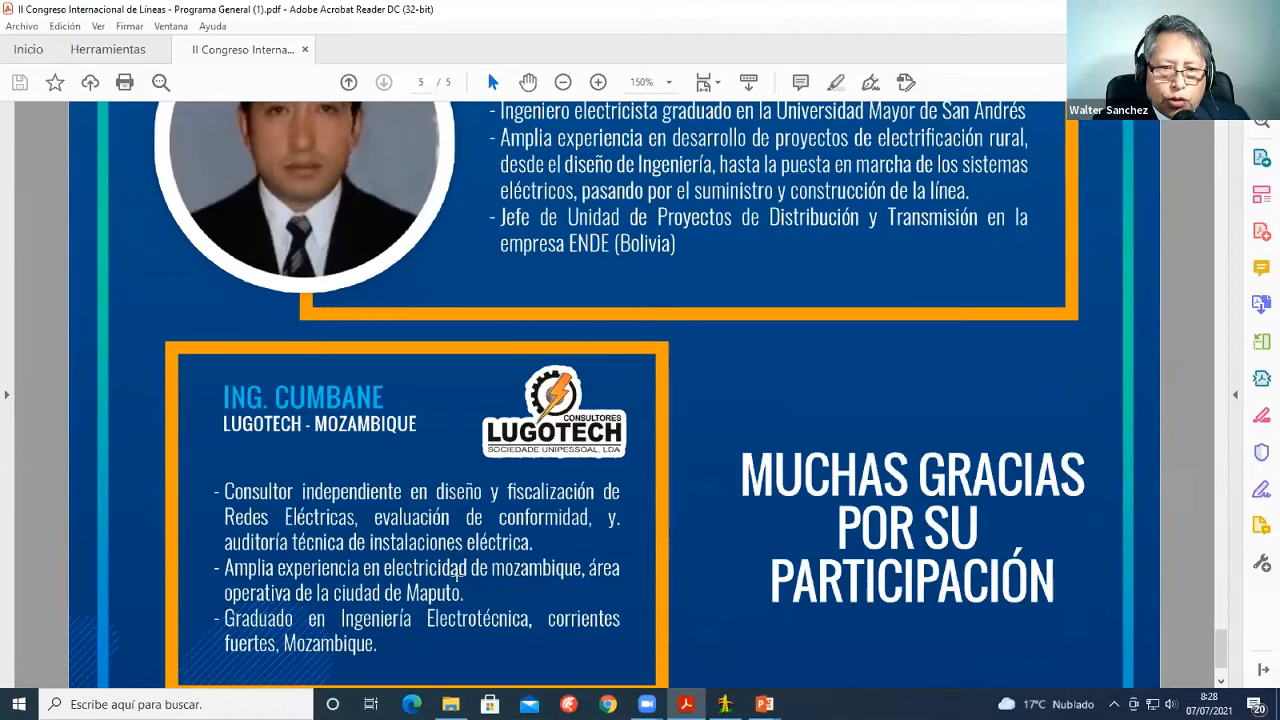 II Congreso Internacional de Líneas - Programa General (1).pdf - Adobe Acrobat Reader DC (32-bit)
Archivo Edición Ver Firmar Ventana Ayuda
Inicio Herramientas II Congreso Interna... ×
5 / 5 150%
Walter Sanchez
- Ingeniero electricista graduado en la Universidad Mayor de San Andrés
- Amplia experiencia en desarrollo de proyectos de electrificación rural,
desde el diseño de Ingeniería, hasta la puesta en marcha de los sistemas
eléctricos, pasando por el suministro y construcción de la línea.
- Jefe de Unidad de Proyectos de Distribución y Transmisión en la
empresa ENDE (Bolivia)
ING. CUMBANE
LUGOTECH - MOZAMBIQUE
CONSULTORES
LUGOTECH
SOCIEDADE UNIPESSOAL, LDA
- Consultor independiente en diseño y fiscalización de
Redes Eléctricas, evaluación de conformidad, y.
auditoría técnica de instalaciones eléctrica.
- Amplia experiencia en electricidad de mozambique, área
operativa de la ciudad de Maputo.
- Graduado en Ingeniería Electrotécnica, corrientes
fuertes, Mozambique.
MUCHAS GRACIAS
POR SU
PARTICIPACIÓN
Escribe aquí para buscar.
17°C Nublado
8:28
07/07/2021
20